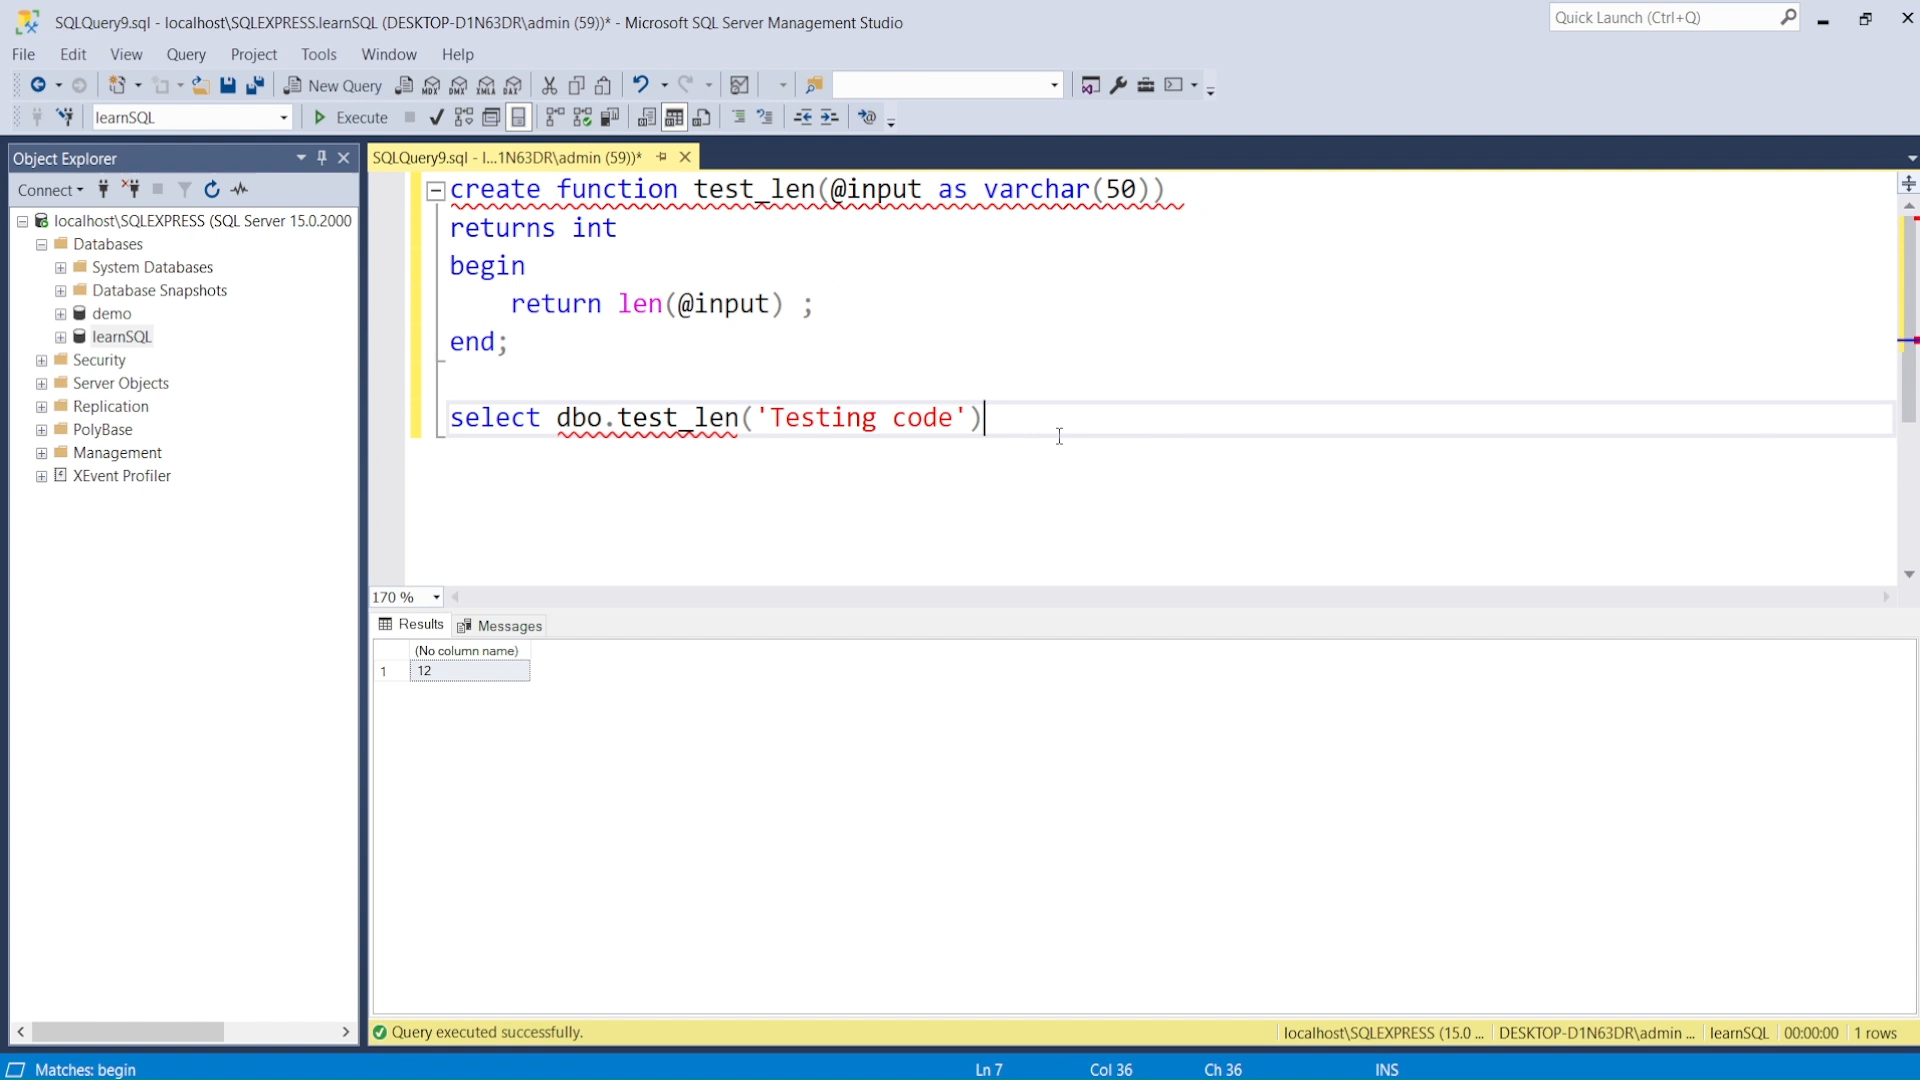 SQLQuery9.sql - localhost\SQLEXPRESS.learnSQL (DESKTOP-D1N63DR\admin (59))* - Microsoft SQL Server Management Studio
Quick Launch (Ctrl+Q)
File Edit View Query Project Tools Window Help
New Query MDX DMX XMLA DAX
learnSQL Execute
Object Explorer
SQLQuery9.sql - l...1N63DR\admin (59))*
Connect
localhost\SQLEXPRESS (SQL Server 15.0.2000
Databases
System Databases
Database Snapshots
demo
learnSQL
Security
Server Objects
Replication
PolyBase
Management
XEvent Profiler
create function test_len(@input as varchar(50))
returns int
begin
return len(@input) ;
end;
select dbo.test_len('Testing code')
170 %
Results Messages
(No column name)
1 12
Query executed successfully.
localhost\SQLEXPRESS (15.0 ... DESKTOP-D1N63DR\admin ... learnSQL 00:00:00 1 rows
Matches: begin Ln 7 Col 36 Ch 36 INS